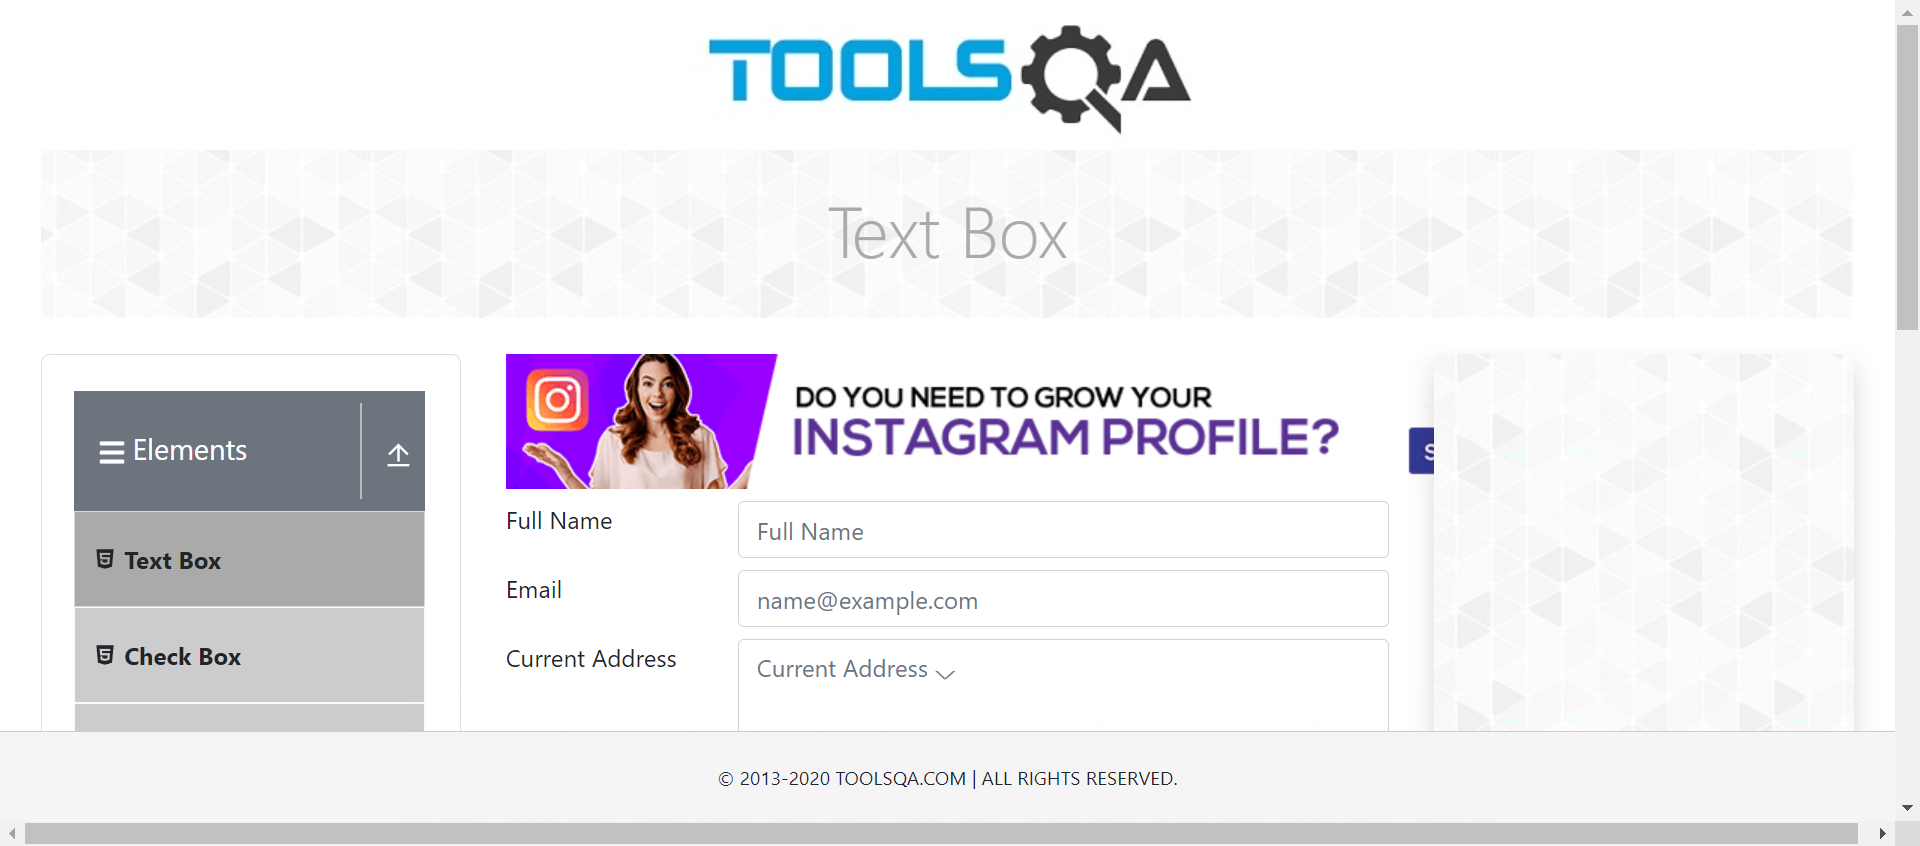 TOOLSQA
Text Box
Elements
Text Box
Check Box
DO YOU NEED TO GROW YOUR
INSTAGRAM PROFILE?
S
Full Name
Full Name
Email
name@example.com
Current Address
Current Address
© 2013-2020 TOOLSQA.COM | ALL RIGHTS RESERVED.